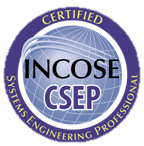 CERTIFIED
INCOSE
CSEP
SYSTEMS ENGINEERING PROFESSIONAL